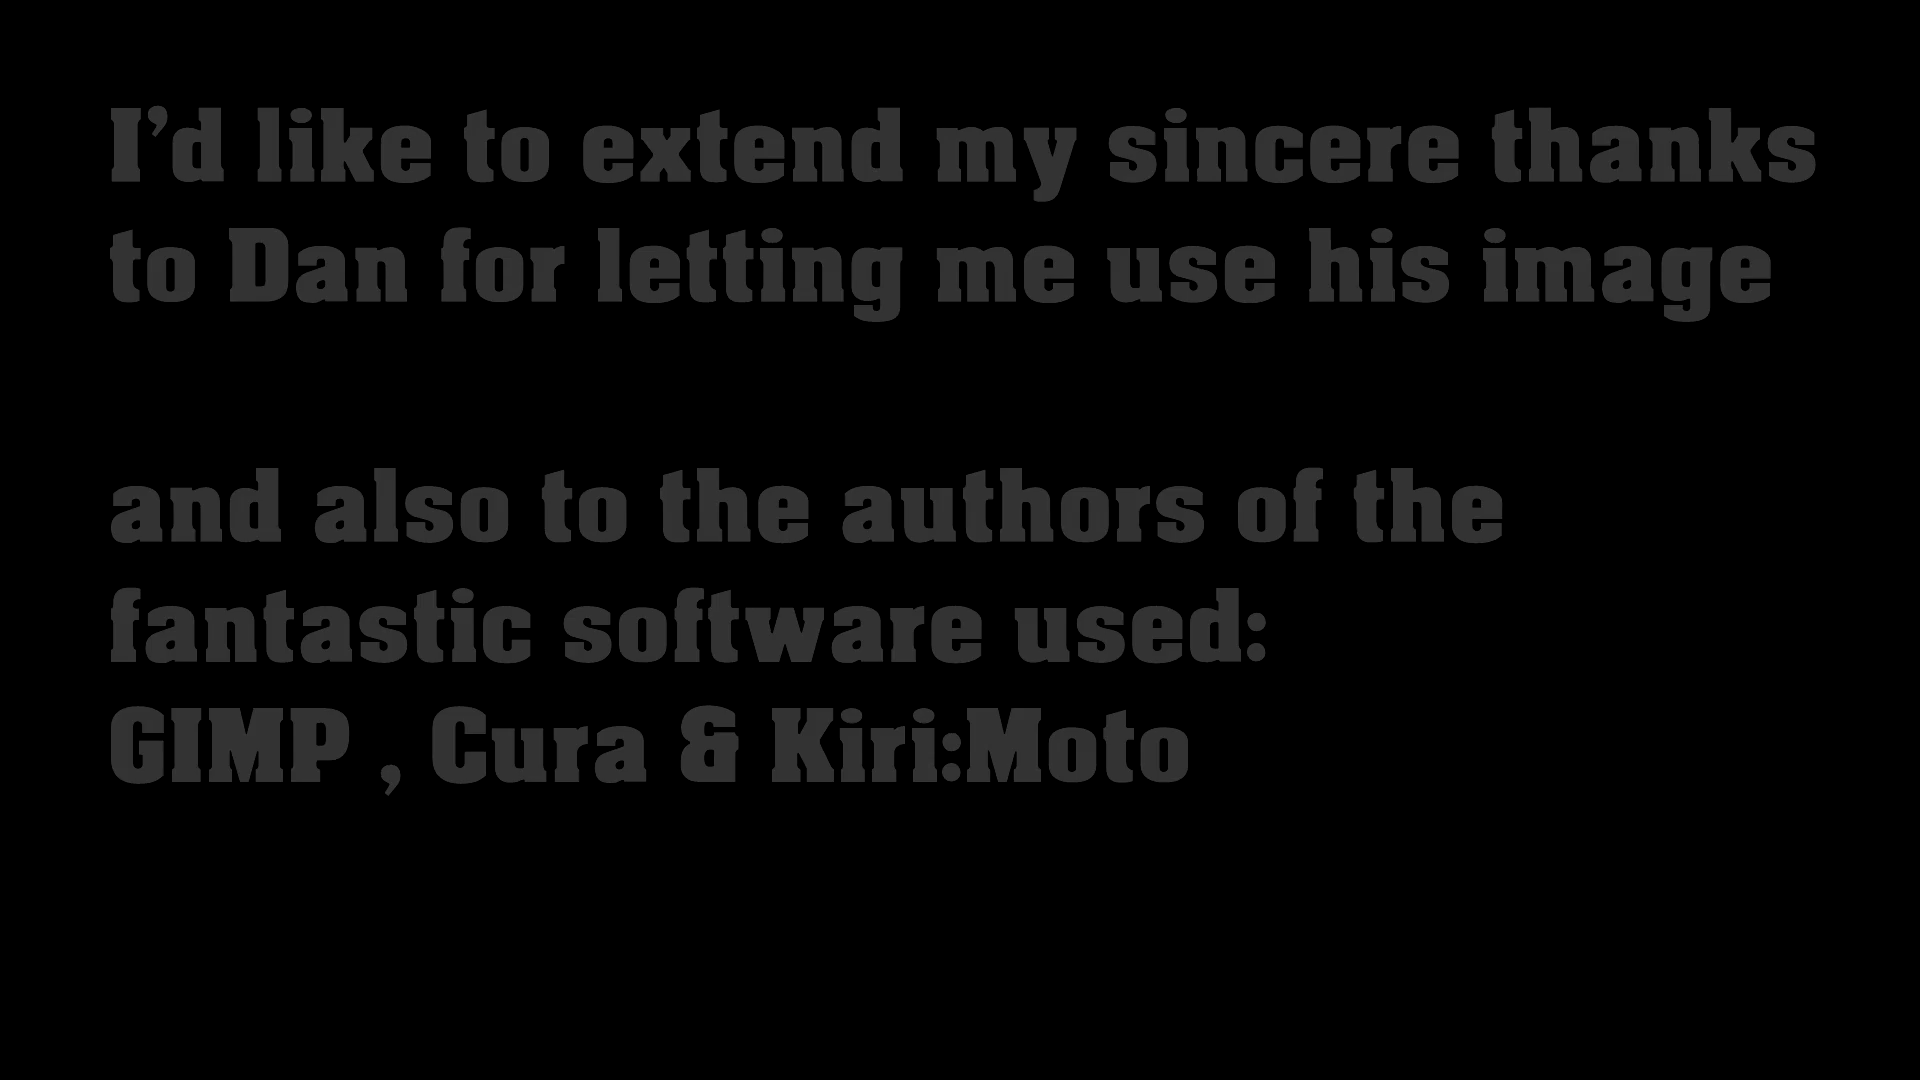 I’d like to extend my sincere thanks
to Dan for letting me use his image
and also to the authors of the
fantastic software used:
GIMP , Cura & Kiri:Moto